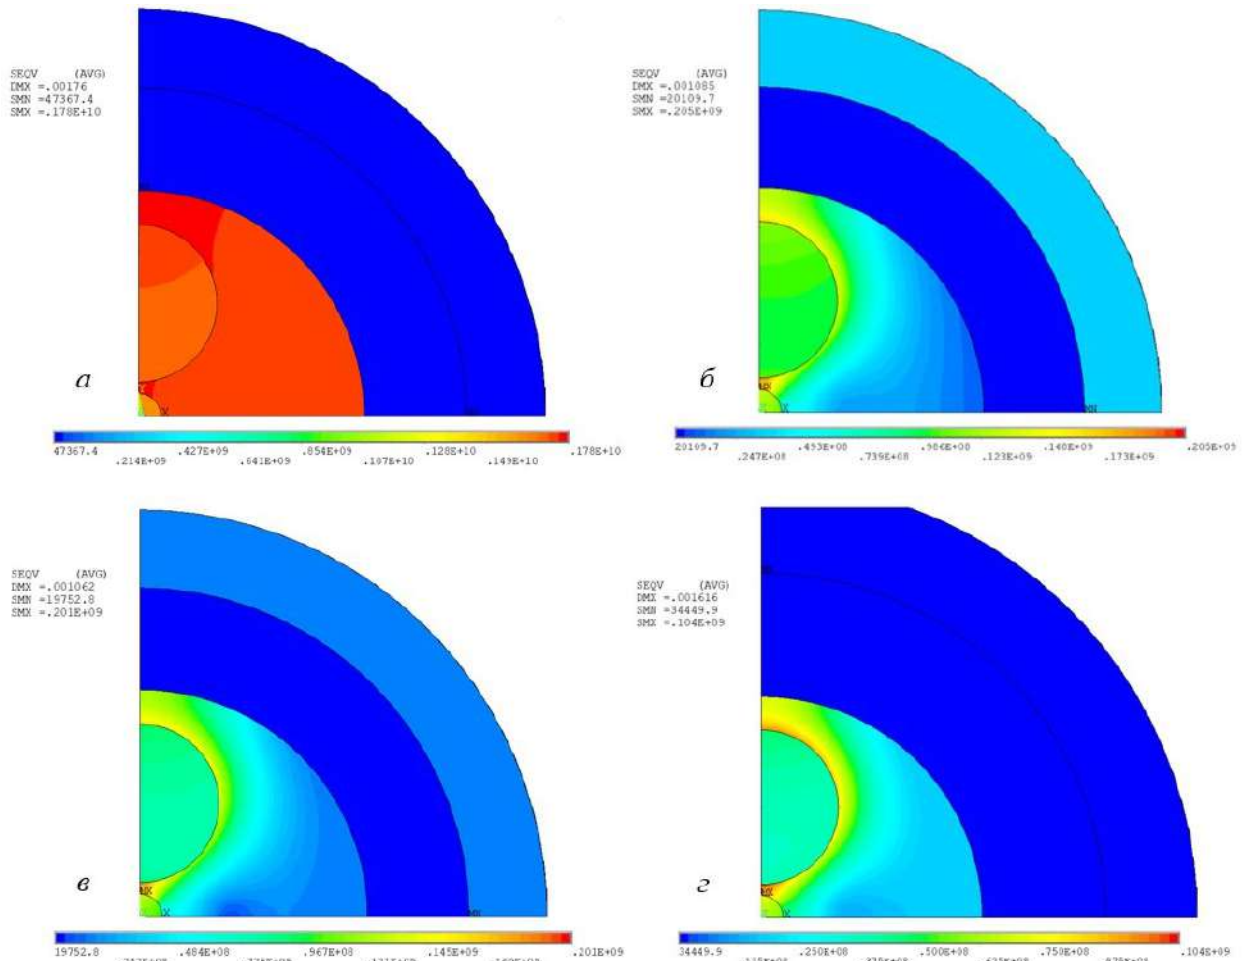 SEQV (AVG)
DMX =.00176
SMN =47367.4
SMX =.178E+10
а
47367.4 .427E+09 .854E+09 .128E+10 .178E+10
.214E+09 .641E+09 .107E+10 .149E+10
SEQV (AVG)
DMX =.001085
SMN =20109.7
SMX =.205E+09
б
MN
20109.7 .493E+08 .986E+08 .148E+09 .205E+09
.247E+08 .739E+08 .123E+09 .173E+09
SEQV (AVG)
DMX =.001062
SMN =19752.8
SMX =.201E+09
в
MX
19752.8 .484E+08 .967E+08 .145E+09 .201E+09
SEQV (AVG)
DMX =.001616
SMN =34449.9
SMX =.104E+09
г
MX
34449.9 .250E+08 .500E+08 .750E+08 .104E+09